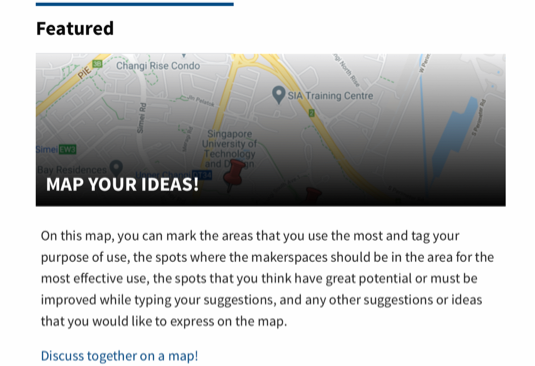 Featured
PIE
Changi Rise Condo
SIA Training Centre
Simei Rd
2
Singapore
University of
Technology
and Design
Simei EW3
Bay Residences
MAP YOUR IDEAS!
On this map, you can mark the areas that you use the most and tag your
purpose of use, the spots where the makerspaces should be in the area for the
most effective use, the spots that you think have great potential or must be
improved while typing your suggestions, and any other suggestions or ideas
that you would like to express on the map.
Discuss together on a map!